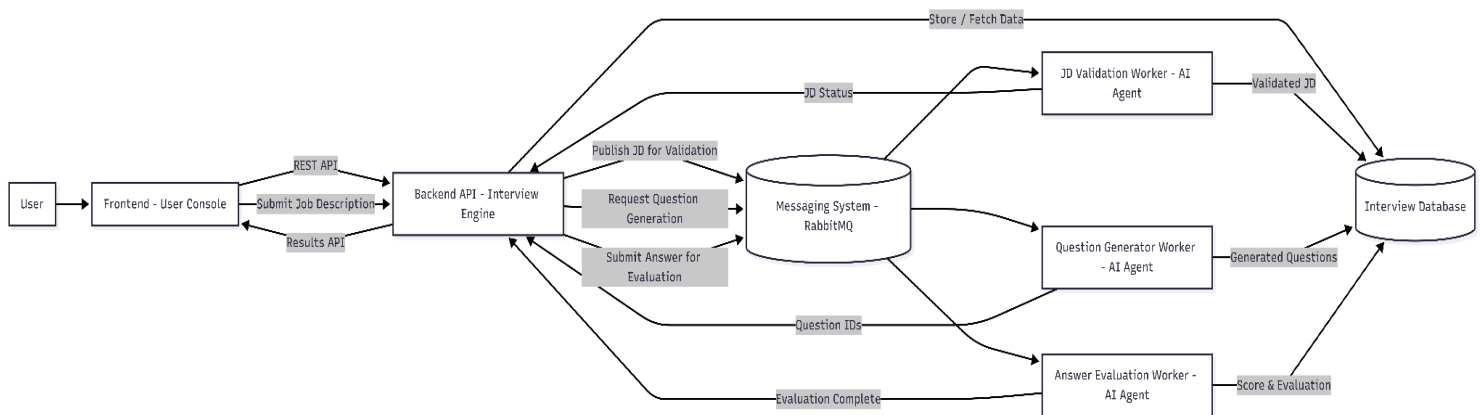 Store / Fetch Data
JD Validation Worker - AI
Agent
Validated JD
JD Status
Publish JD for Validation
REST API
User
Frontend - User Console
Submit Job Description
Backend API - Interview
Engine
Request Question
Generation
Messaging System -
RabbitMQ
Interview Database
Results API
Submit Answer for
Evaluation
Question Generator Worker
- AI Agent
Generated Questions
Question IDs
Answer Evaluation Worker -
AI Agent
Score & Evaluation
Evaluation Complete